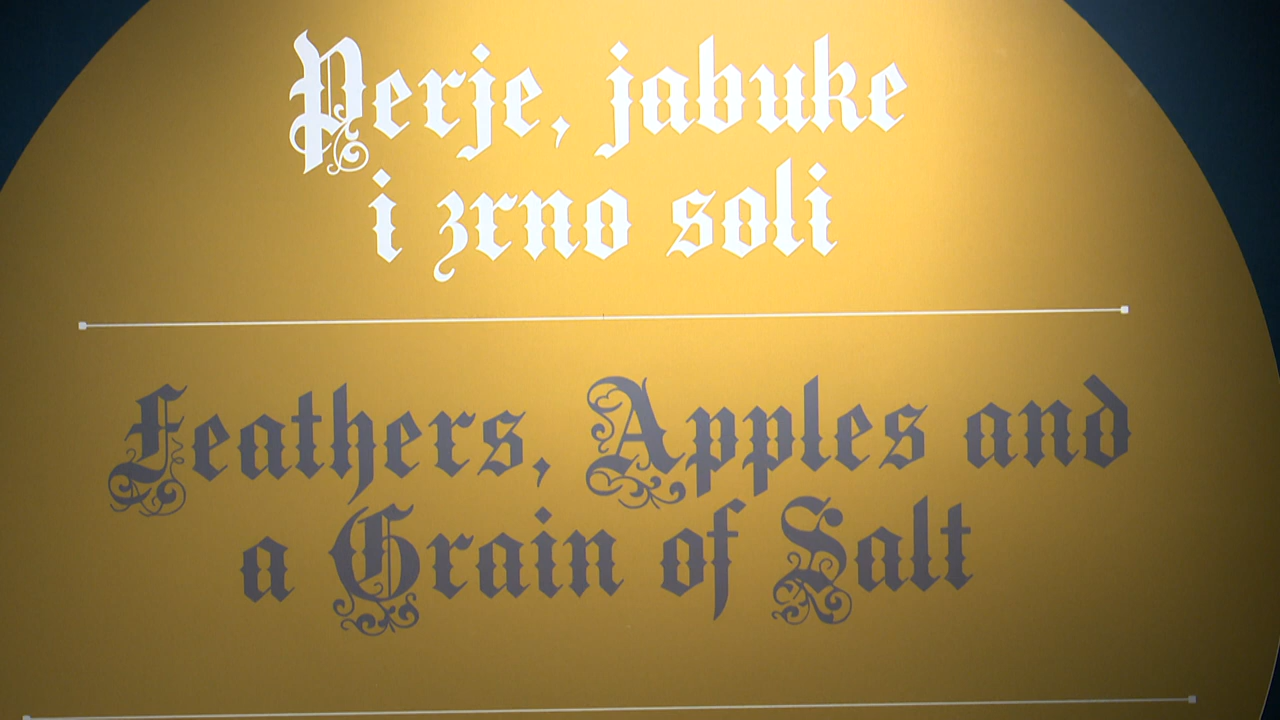 Perje, jabuke
i zrno soli
Feathers, Apples and
a Grain of Salt